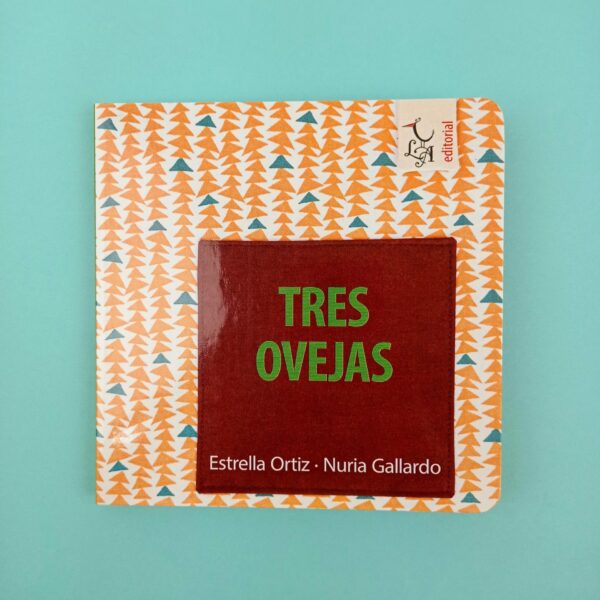 editorial
TRES
OVEJAS
Estrella Ortiz · Nuria Gallardo